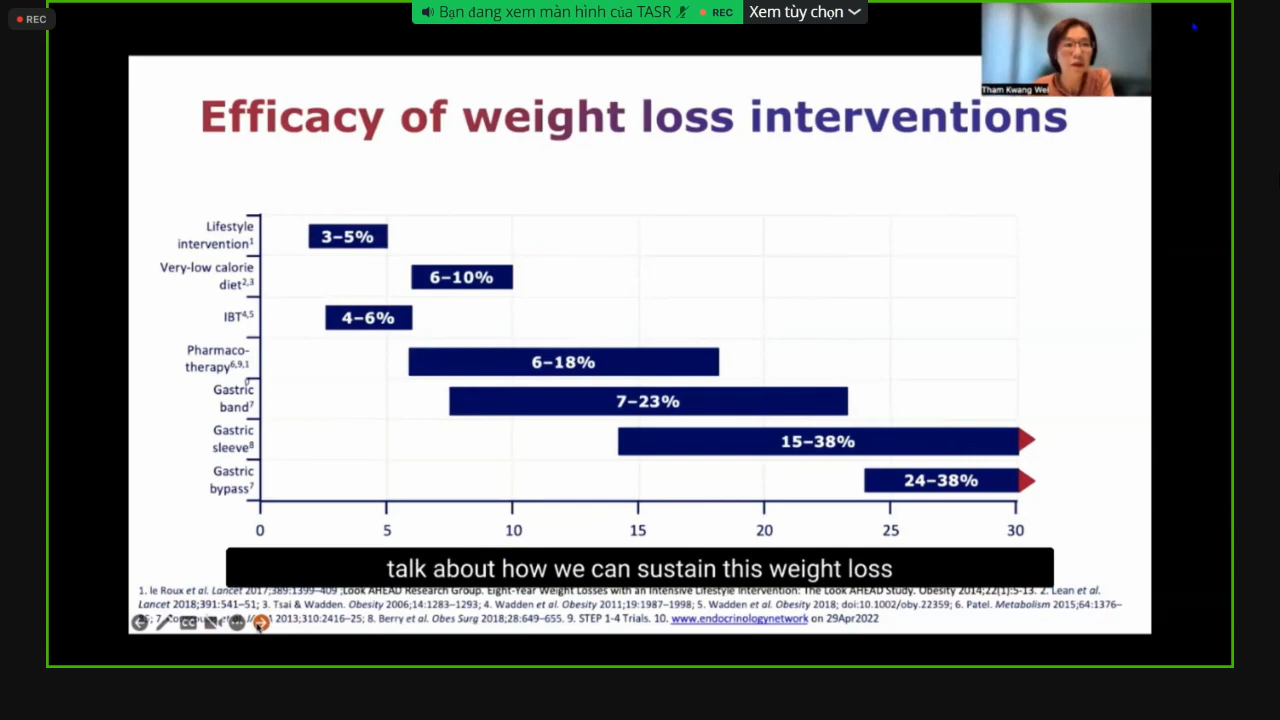 REC
Bạn đang xem màn hình của TASR
REC
Xem tùy chọn
Tham Kwang Wei
Efficacy of weight loss interventions
Lifestyle
intervention1
3–5%
Very-low calorie
diet2,3
6–10%
IBT4,5
4–6%
Pharmaco-
therapy6,9,1
0
6–18%
Gastric
band7
7–23%
Gastric
sleeve8
15–38%
Gastric
bypass7
24–38%
0 5 10 15 20 25 30
talk about how we can sustain this weight loss
1. le Roux et al. Lancet 2017;389:1399–409 ;Look AHEAD Research Group. Eight-Year Weight Losses with an Intensive Lifestyle Intervention: The Look AHEAD Study. Obesity 2014;22(1):5-13. 2. Lean et al.
Lancet 2018;391:541–51; 3. Tsai & Wadden. Obesity 2006;14:1283–1293; 4. Wadden et al. Obesity 2011;19:1987–1998; 5. Wadden et al. Obesity 2018; doi:10.1002/oby.22359; 6. Patel. Metabolism 2015;64:1376–
7. 2013;310:2416–25; 8. Berry et al. Obes Surg 2018;28:649–655. 9. STEP 1-4 Trials. 10. www.endocrinologynetwork on 29Apr2022
CC